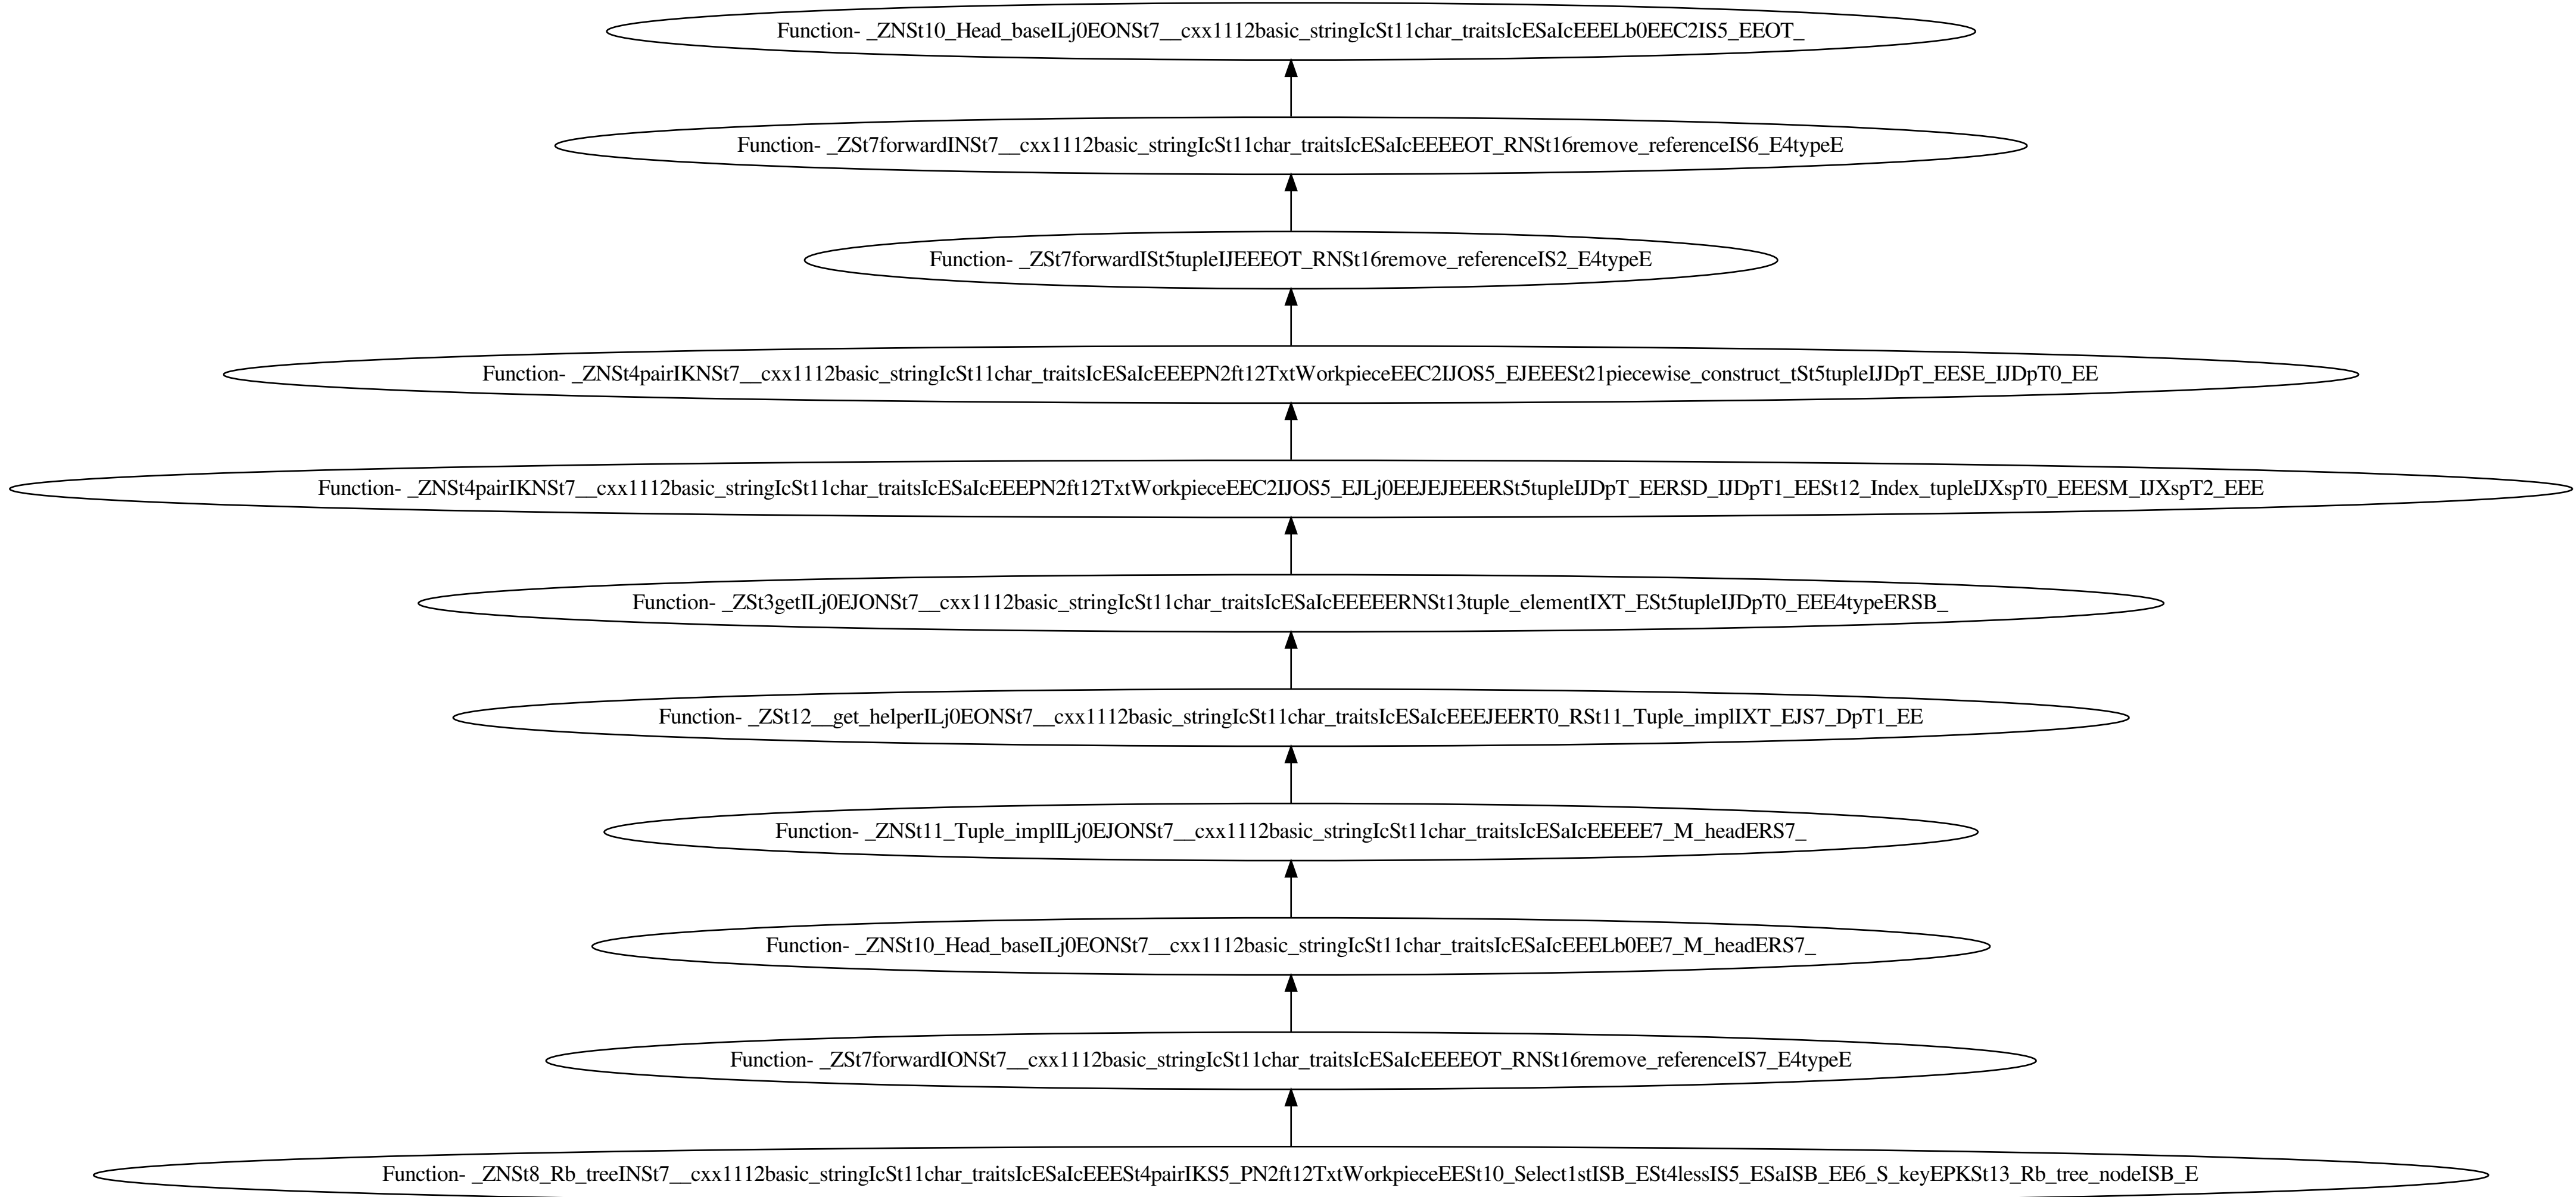 Function- _ZNSt10_Head_baseILj0EONSt7__cxx1112basic_stringIcSt11char_traitsIcESaIcEEELb0EEC2IS5_EEOT_
Function- _ZSt7forwardINSt7__cxx1112basic_stringIcSt11char_traitsIcESaIcEEEEOT_RNSt16remove_referenceIS6_E4typeE
Function- _ZSt7forwardISt5tupleIJEEEOT_RNSt16remove_referenceIS2_E4typeE
Function- _ZNSt4pairIKNSt7__cxx1112basic_stringIcSt11char_traitsIcESaIcEEEPN2ft12TxtWorkpieceEEC2IJOS5_EJEEESt21piecewise_construct_tSt5tupleIJDpT_EESE_IJDpT0_EE
Function- _ZNSt4pairIKNSt7__cxx1112basic_stringIcSt11char_traitsIcESaIcEEEPN2ft12TxtWorkpieceEEC2IJOS5_EJLj0EEJEJEEERSt5tupleIJDpT_EERSD_IJDpT1_EESt12_Index_tupleIJXspT0_EEESM_IJXspT2_EEE
Function- _ZSt3getILj0EJONSt7__cxx1112basic_stringIcSt11char_traitsIcESaIcEEEEERNSt13tuple_elementIXT_ESt5tupleIJDpT0_EEE4typeERSB_
Function- _ZSt12__get_helperILj0EONSt7__cxx1112basic_stringIcSt11char_traitsIcESaIcEEEJEERT0_RSt11_Tuple_implIXT_EJS7_DpT1_EE
Function- _ZNSt11_Tuple_implILj0EJONSt7__cxx1112basic_stringIcSt11char_traitsIcESaIcEEEEE7_M_headERS7_
Function- _ZNSt10_Head_baseILj0EONSt7__cxx1112basic_stringIcSt11char_traitsIcESaIcEEELb0EE7_M_headERS7_
Function- _ZSt7forwardIONSt7__cxx1112basic_stringIcSt11char_traitsIcESaIcEEEEOT_RNSt16remove_referenceIS7_E4typeE
Function- _ZNSt8_Rb_treeINSt7__cxx1112basic_stringIcSt11char_traitsIcESaIcEEESt4pairIKS5_PN2ft12TxtWorkpieceEESt10_Select1stISB_ESt4lessIS5_ESaISB_EE6_S_keyEPKSt13_Rb_tree_nodeISB_E